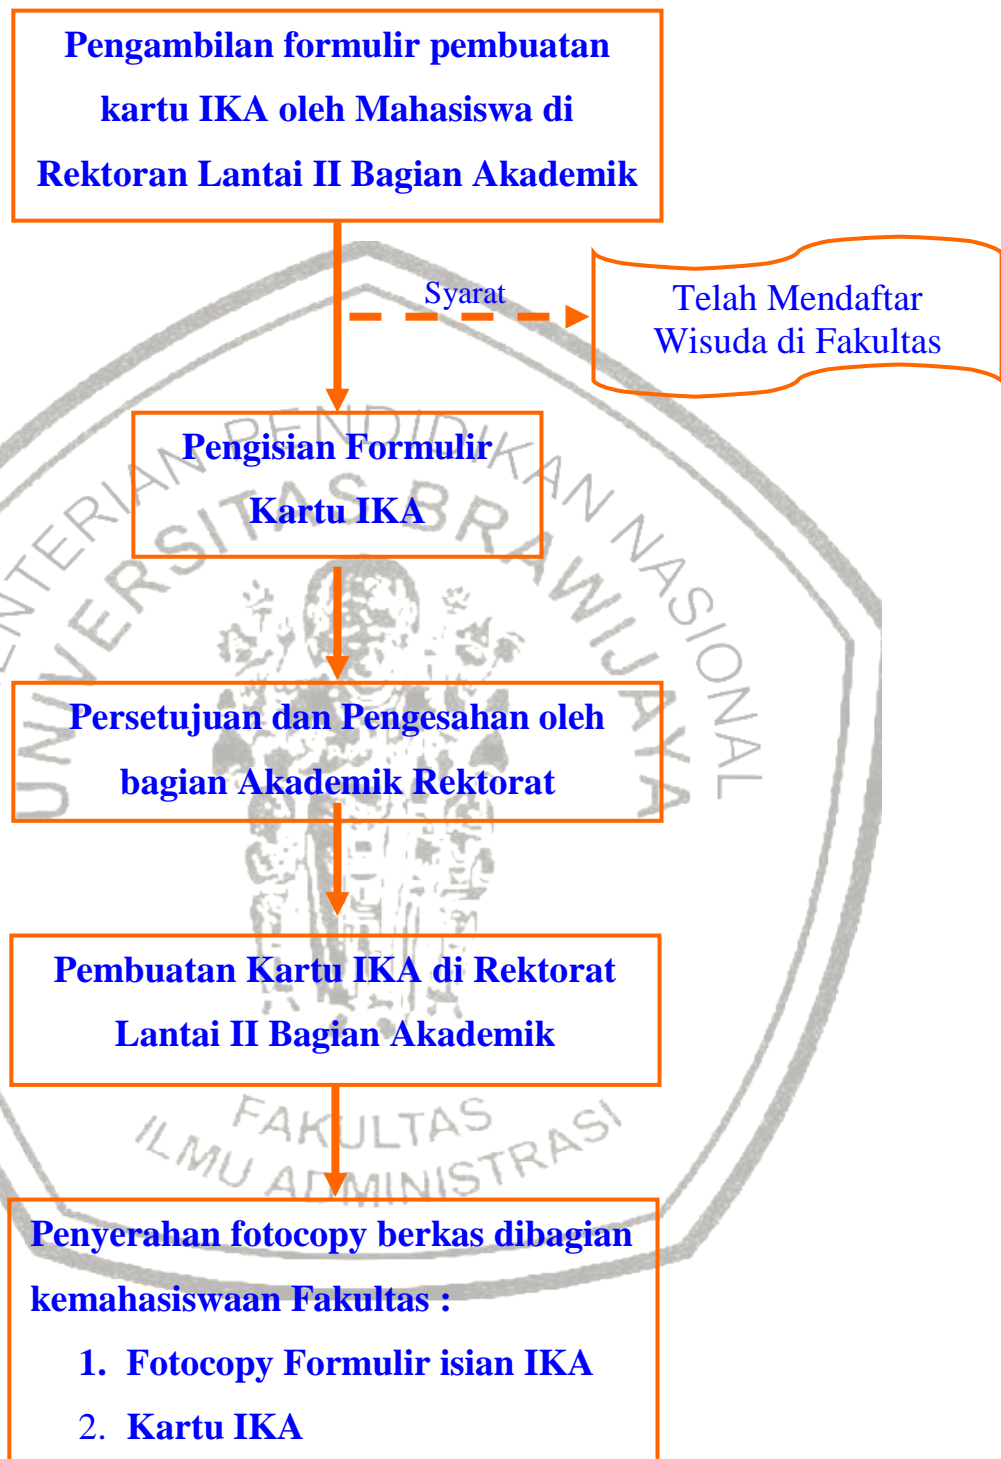 Pengambilan formulir pembuatan
kartu IKA oleh Mahasiswa di
Rektoran Lantai II Bagian Akademik
Syarat
Telah Mendaftar
Wisuda di Fakultas
Pengisian Formulir
Kartu IKA
Persetujuan dan Pengesahan oleh
bagian Akademik Rektorat
Pembuatan Kartu IKA di Rektorat
Lantai II Bagian Akademik
Penyerahan fotocopy berkas dibagian
kemahasiswaan Fakultas :
1. Fotocopy Formulir isian IKA
2. Kartu IKA
PENDIDIKAN NASIONAL
UNIVERSITAS BRAWIJAYA
FAKULTAS
ILMU ADMINISTRASI